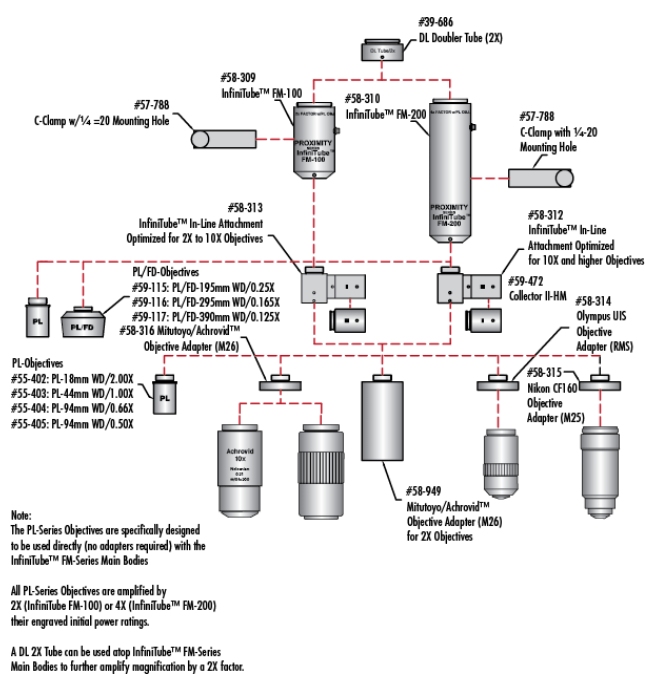 #39-686
DL Doubler Tube (2X)
DL Tube/2x
#58-309
InfiniTube™ FM-100
#58-310
InfiniTube™ FM-200
#57-788
C-Clamp w/¼ =20 Mounting Hole
#57-788
C-Clamp with ¼-20
Mounting Hole
PROXIMITY
InfiniTube™
FM-100
PROXIMITY
InfiniTube™
FM-200
#58-313
InfiniTube™ In-Line Attachment
Optimized for 2X to 10X Objectives
#58-312
InfiniTube™ In-Line
Attachment Optimized
for 10X and higher Objectives
#59-472
Collector II-HM
PL
PL/FD
PL/FD-Objectives
#59-115: PL/FD-195mm WD/0.25X
#59-116: PL/FD-295mm WD/0.165X
#59-117: PL/FD-390mm WD/0.125X
#58-316 Mitutoyo/Achrovid™
Objective Adapter (M26)
#58-314
Olympus UIS
Objective
Adapter (RMS)
#58-315
Nikon CF160
Objective
Adapter (M25)
PL-Objectives
#55-402: PL-18mm WD/2.00X
#55-403: PL-44mm WD/1.00X
#55-404: PL-94mm WD/0.66X
#55-405: PL-94mm WD/0.50X
PL
Achrovid
10x
#58-949
Mitutoyo/Achrovid™
Objective Adapter (M26)
for 2X Objectives
Note:
The PL-Series Objectives are specifically designed
to be used directly (no adapters required) with the
InfiniTube™ FM-Series Main Bodies
All PL-Series Objectives are amplified by
2X (InfiniTube FM-100) or 4X (InfiniTube™ FM-200)
their engraved initial power ratings.
A DL 2X Tube can be used atop InfiniTube™ FM-Series
Main Bodies to further amplify magnification by a 2X factor.